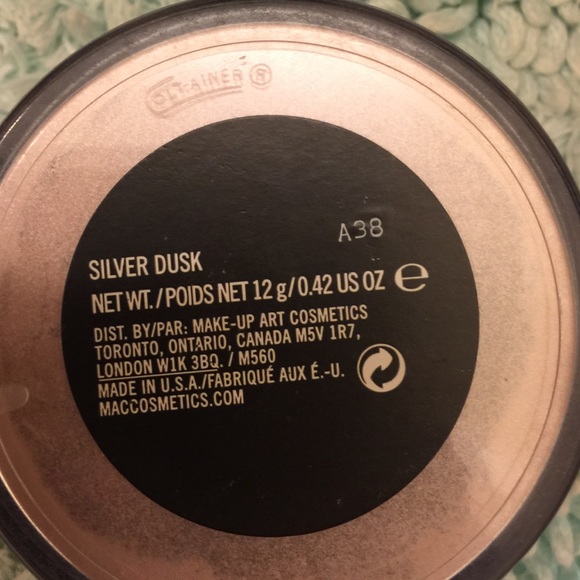 A38
SILVER DUSK
NET WT./POIDS NET 12 g/0.42 US OZ ℮
DIST. BY/PAR: MAKE-UP ART COSMETICS
TORONTO, ONTARIO, CANADA M5V 1R7,
LONDON W1K 3BQ. / M560
MADE IN U.S.A./FABRIQUÉ AUX É.-U.
MACCOSMETICS.COM